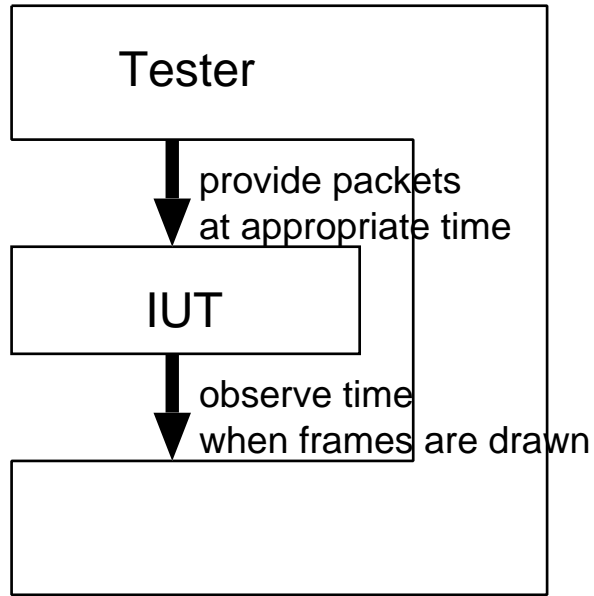 Tester
provide packets
at appropriate time
IUT
observe time
when frames are drawn